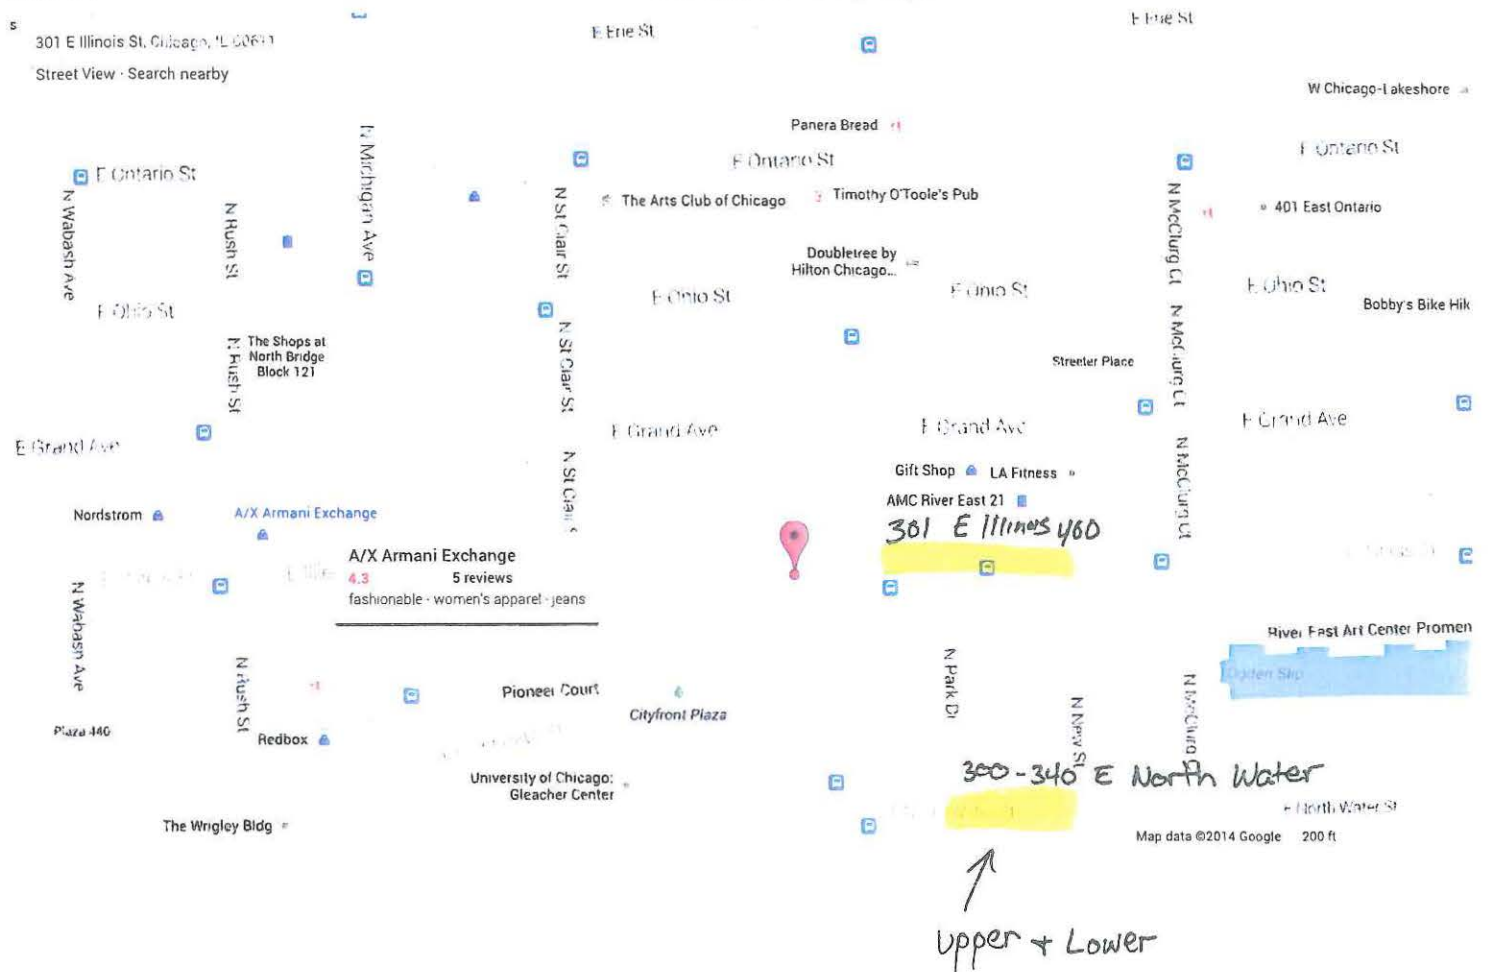 s
301 E Illinois St, Chicago, IL 60611
Street View · Search nearby
E Erie St
E Erie St
W Chicago-Lakeshore
Panera Bread
E Ontario St
E Ontario St
E Ontario St
N Michigan Ave
N Wabash Ave
N Rush St
N St Clair St
The Arts Club of Chicago
Timothy O'Toole's Pub
N McClurg Ct
401 East Ontario
Doubletree by
Hilton Chicago...
E Ohio St
E Ohio St
E Ohio St
E Ohio St
Bobby's Bike Hik
The Shops at
North Bridge
Block 121
N Rush St
N St Clair St
N McClurg Ct
Streeter Place
E Grand Ave
E Grand Ave
E Grand Ave
E Grand Ave
N St Clair S
N McClurg Ct
Gift Shop
LA Fitness
AMC River East 21
Nordstrom
A/X Armani Exchange
301 E Illinois 400
A/X Armani Exchange
4.3 5 reviews
fashionable · women's apparel · jeans
N Wabash Ave
River East Art Center Promen
Ogden Slip
N Rush St
N Park Dr
N New St
N McClurg
Pioneer Court
Cityfront Plaza
Plaza 440
Redbox
University of Chicago:
Gleacher Center
300-340 E North Water
E North Water St
The Wrigley Bldg
Map data ©2014 Google 200 ft
Upper + Lower